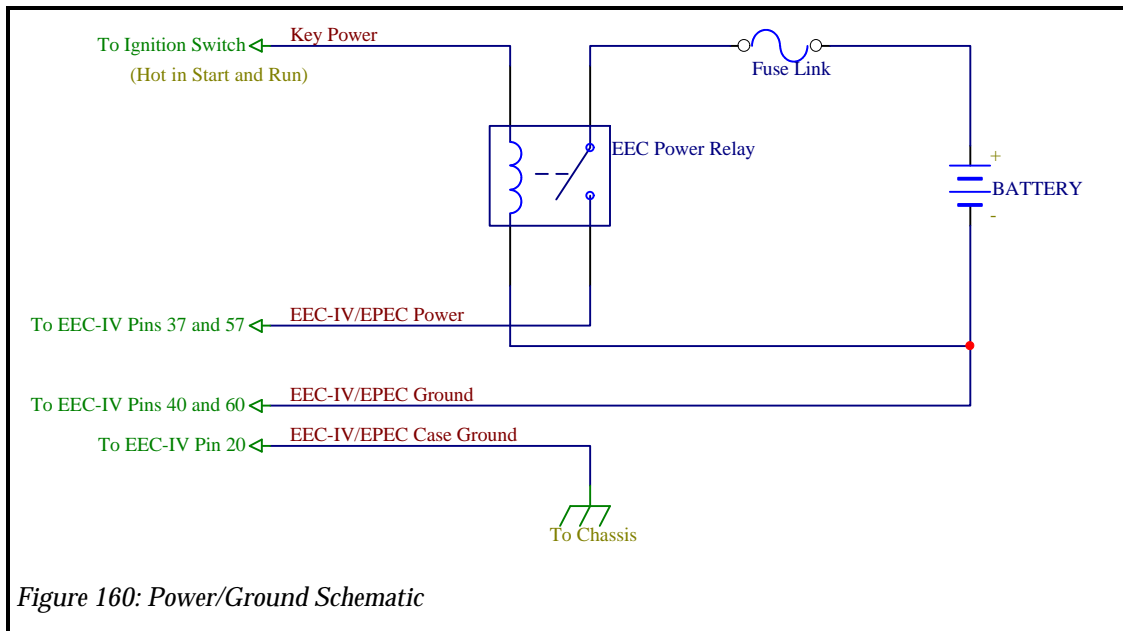 To Ignition Switch
Key Power
(Hot in Start and Run)
Fuse Link
EEC Power Relay
+
BATTERY
-
EEC-IV/EPEC Power
To EEC-IV Pins 37 and 57
EEC-IV/EPEC Ground
To EEC-IV Pins 40 and 60
EEC-IV/EPEC Case Ground
To EEC-IV Pin 20
To Chassis
Figure 160: Power/Ground Schematic